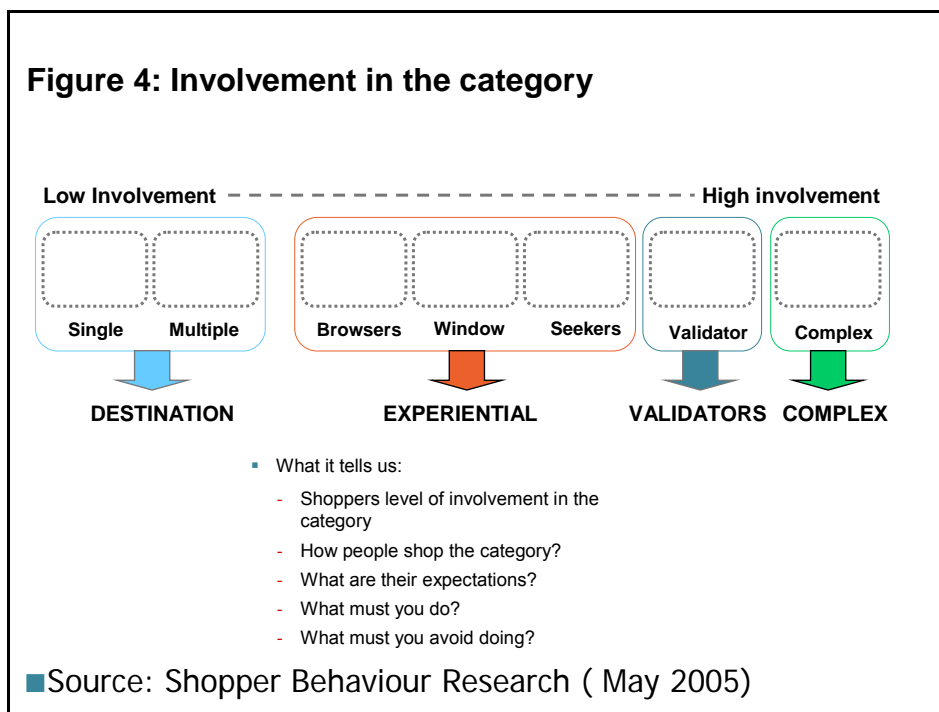 Figure 4: Involvement in the category
Low Involvement High involvement
Single Multiple Browsers Window Seekers Validator Complex
DESTINATION EXPERIENTIAL VALIDATORS COMPLEX
▪ What it tells us:
- Shoppers level of involvement in the
category
- How people shop the category?
- What are their expectations?
- What must you do?
- What must you avoid doing?
■Source: Shopper Behaviour Research ( May 2005)